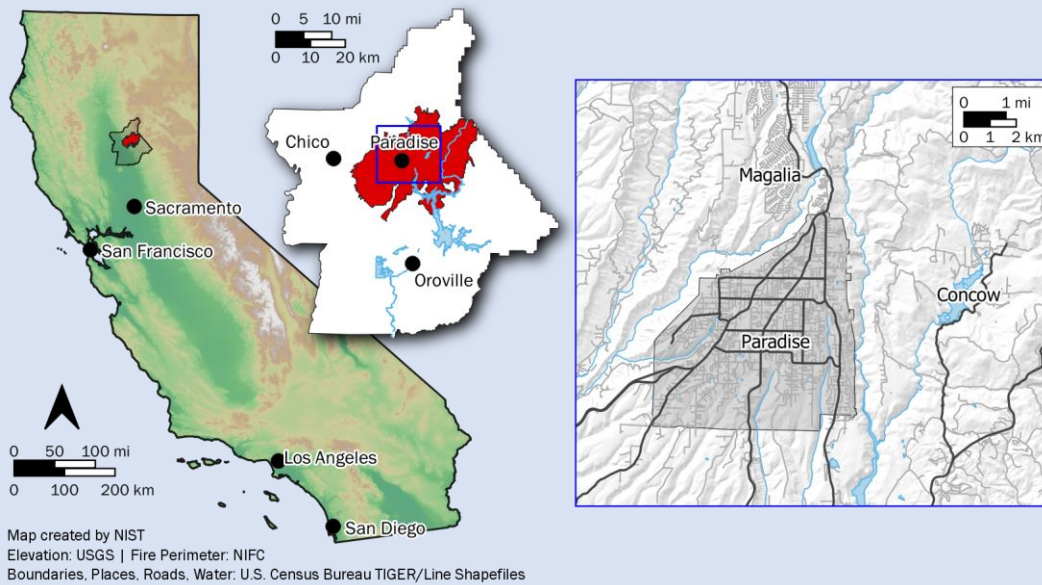 0 5 10 mi
0 10 20 km
Chico
Paradise
Oroville
Sacramento
San Francisco
0 50 100 mi
0 100 200 km
Los Angeles
San Diego
0 1 mi
0 1 2 km
Magalia
Concow
Paradise
Map created by NIST
Elevation: USGS | Fire Perimeter: NIFC
Boundaries, Places, Roads, Water: U.S. Census Bureau TIGER/Line Shapefiles